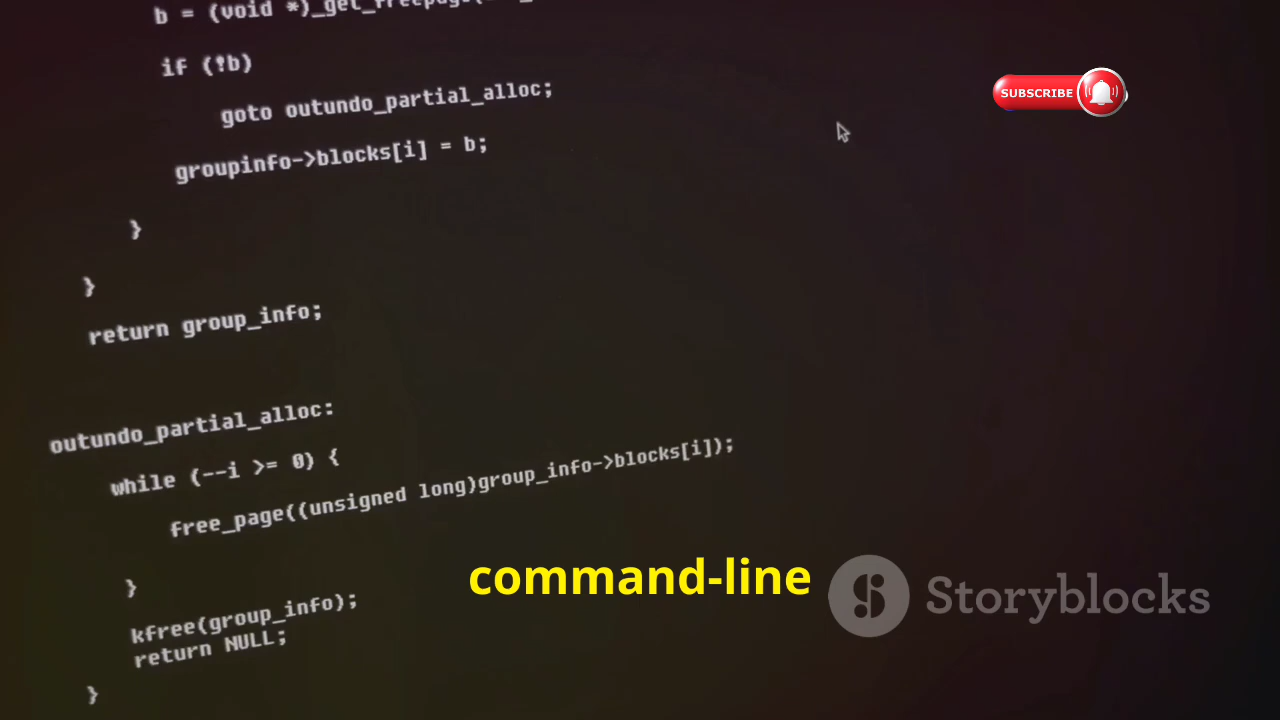 b = (void *)_get_freepage(
if (!b)
SUBSCRIBE
goto outundo_partial_alloc;
groupinfo->blocks[i] = b;
}
}
return group_info;
outundo_partial_alloc:
while (--i >= 0) {
free_page((unsigned long)group_info->blocks[i]);
}
command-line
Storyblocks
kfree(group_info);
return NULL;
}